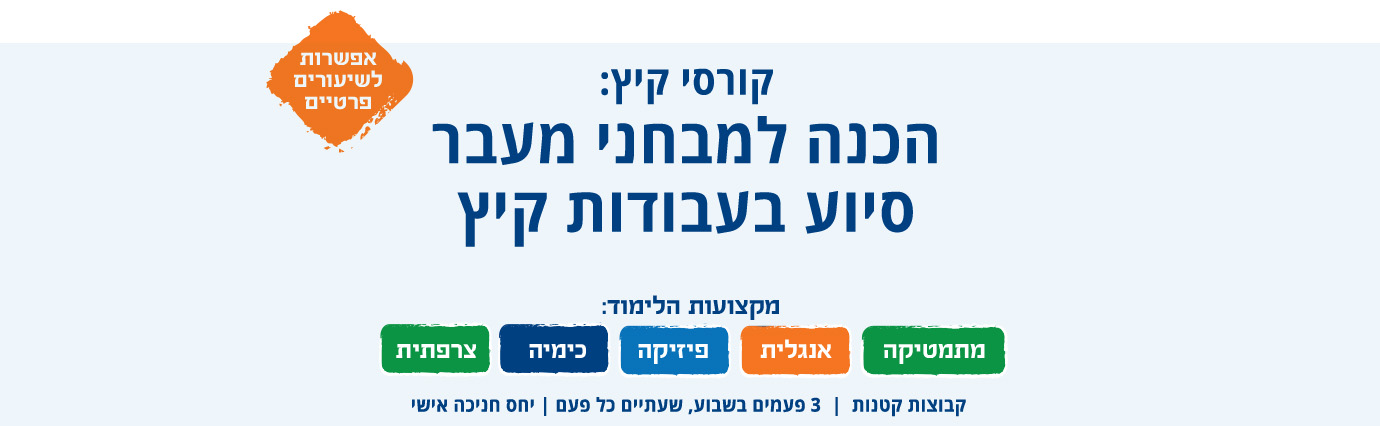 אפשרות
לשיעורים
פרטיים
קורסי קיץ:
הכנה למבחני מעבר
סיוע בעבודות קיץ
מקצועות הלימוד:
מתמטיקה אנגלית פיזיקה כימיה צרפתית
קבוצות קטנות | 3 פעמים בשבוע, שעתיים כל פעם | יחס חניכה אישי